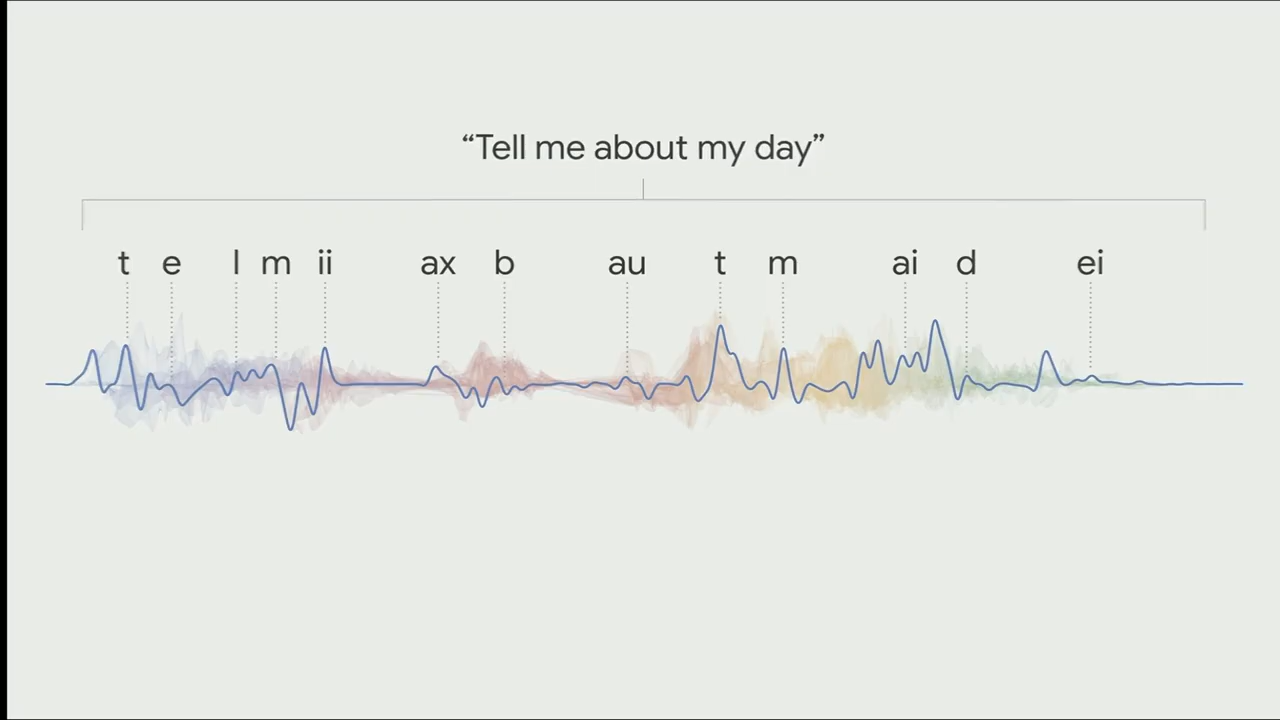 “Tell me about my day”
t e l m ii ax b au t m ai d ei